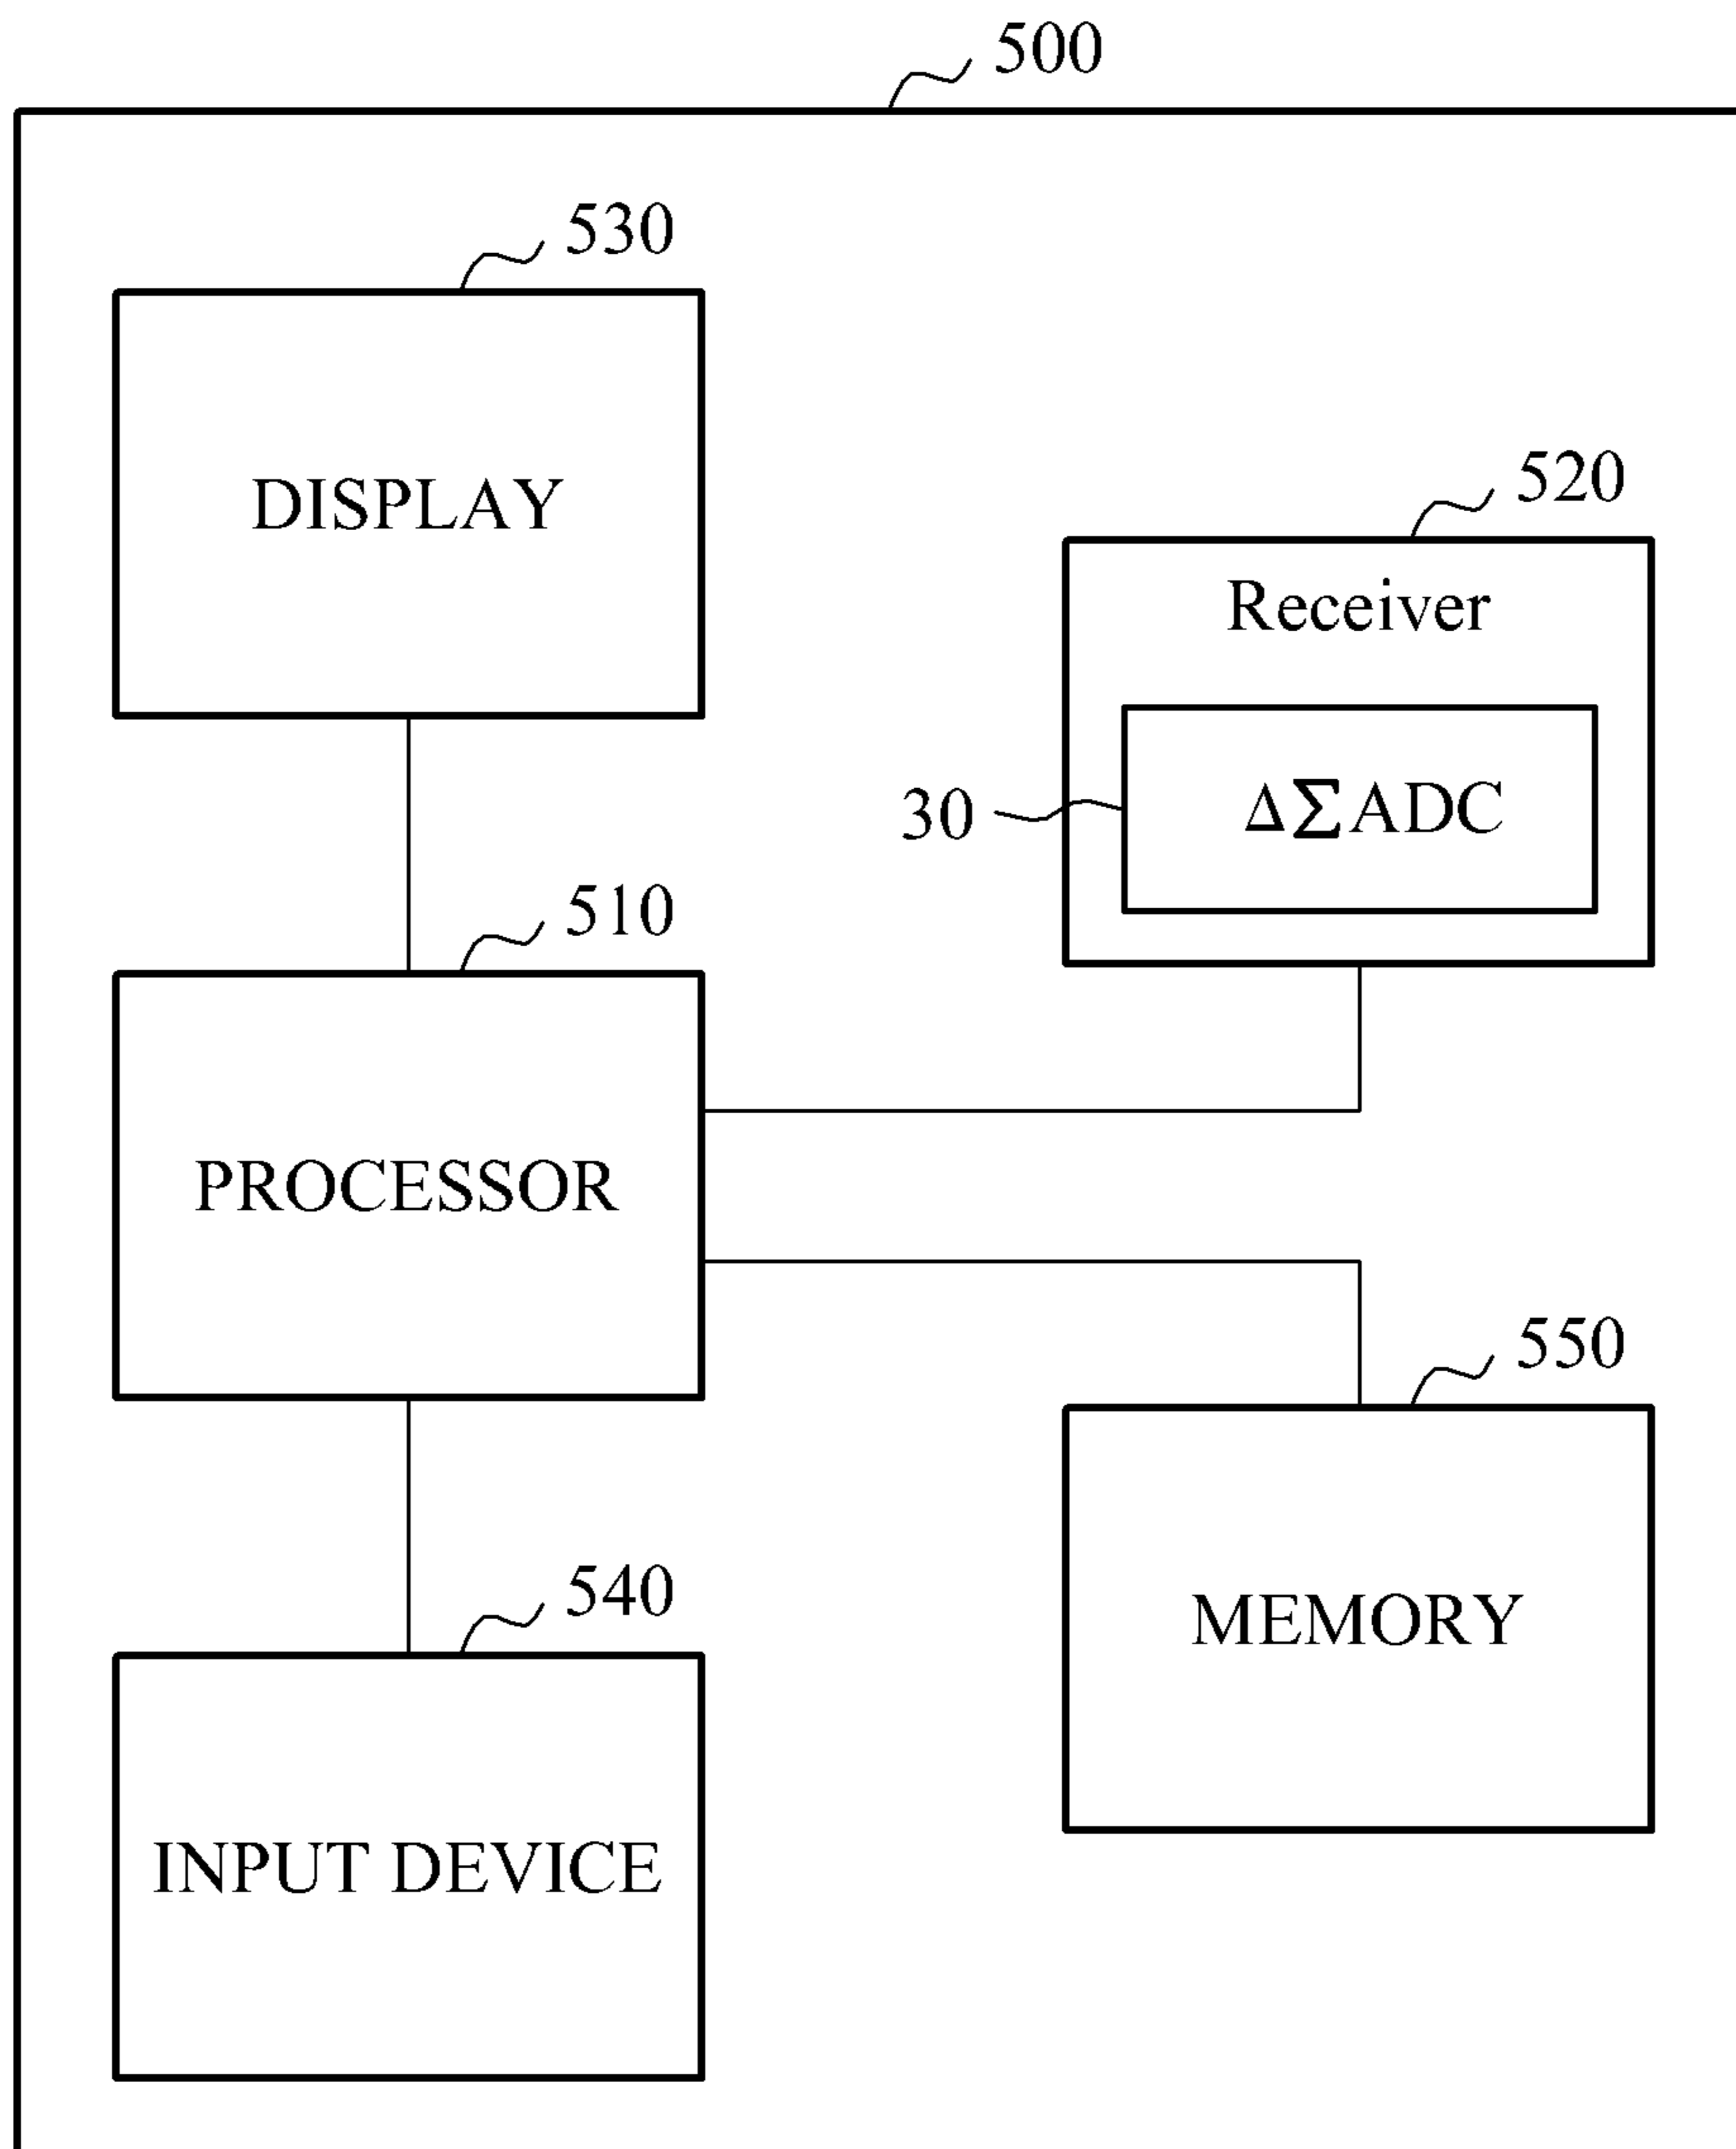 500
530
DISPLAY
520
Receiver
30
ΔΣADC
510
PROCESSOR
550
MEMORY
540
INPUT DEVICE